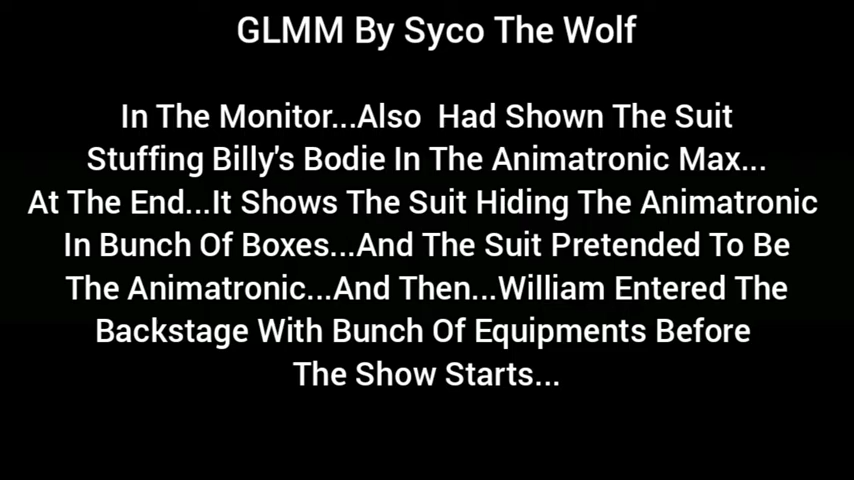 GLMM By Syco The Wolf
In The Monitor...Also Had Shown The Suit
Stuffing Billy's Bodie In The Animatronic Max...
At The End...It Shows The Suit Hiding The Animatronic
In Bunch Of Boxes...And The Suit Pretended To Be
The Animatronic...And Then...William Entered The
Backstage With Bunch Of Equipments Before
The Show Starts...